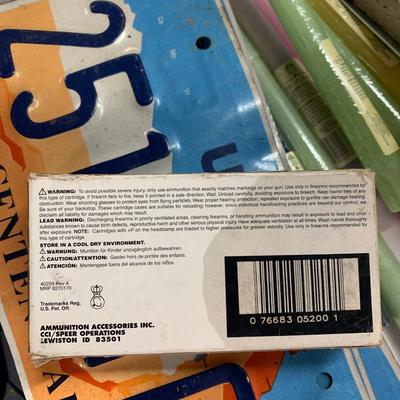 251
CENTEN
U
⚠WARNING: To avoid possible severe injury, only use ammunition that exactly matches markings on your gun. Use only in firearms recommended for
this type of cartridge. If firearm fails to fire, keep it pointed in a safe direction. Wait. Unload carefully, avoiding exposure to breech. Keep barrel free of any
obstruction. Wear shooting glasses to protect eyes from flying particles. Wear proper hearing protection; repeated exposure to gunfire can damage hearing.
Be sure of your backstop. These cartridge cases are suitable for reloading; however, since individual handloading practices are beyond our control, we
disclaim all liability for damages which may result.
LEAD WARNING: Discharging firearms in poorly ventilated areas, cleaning firearms, or handling ammunition may result in exposure to lead and other
substances known to cause birth defects, reproductive harm and other serious physical injury. Have adequate ventilation at all times. Wash hands thoroughly
after exposure. NOTE: Cartridges with +P on the headstamp are loaded to higher pressures for greater velocity. Use only in firearms recommended for
this type of cartridge.
STORE IN A COOL DRY ENVIRONMENT.
⚠WARNUNG: Munition für Kinder unzugänglich aufbewahren.
⚠CAUTION/ATTENTION: Garder hors de portée des enfants.
⚠ATENCIÓN: Mantengase fuera del alcance de los niños.
40259 Rev A
MRP 8270170
Trademarks Reg.
U.S. Pat. Off.
AMMUNITION ACCESSORIES INC.
CCI/SPEER OPERATIONS
LEWISTON ID 83501
0 76683 05200 1